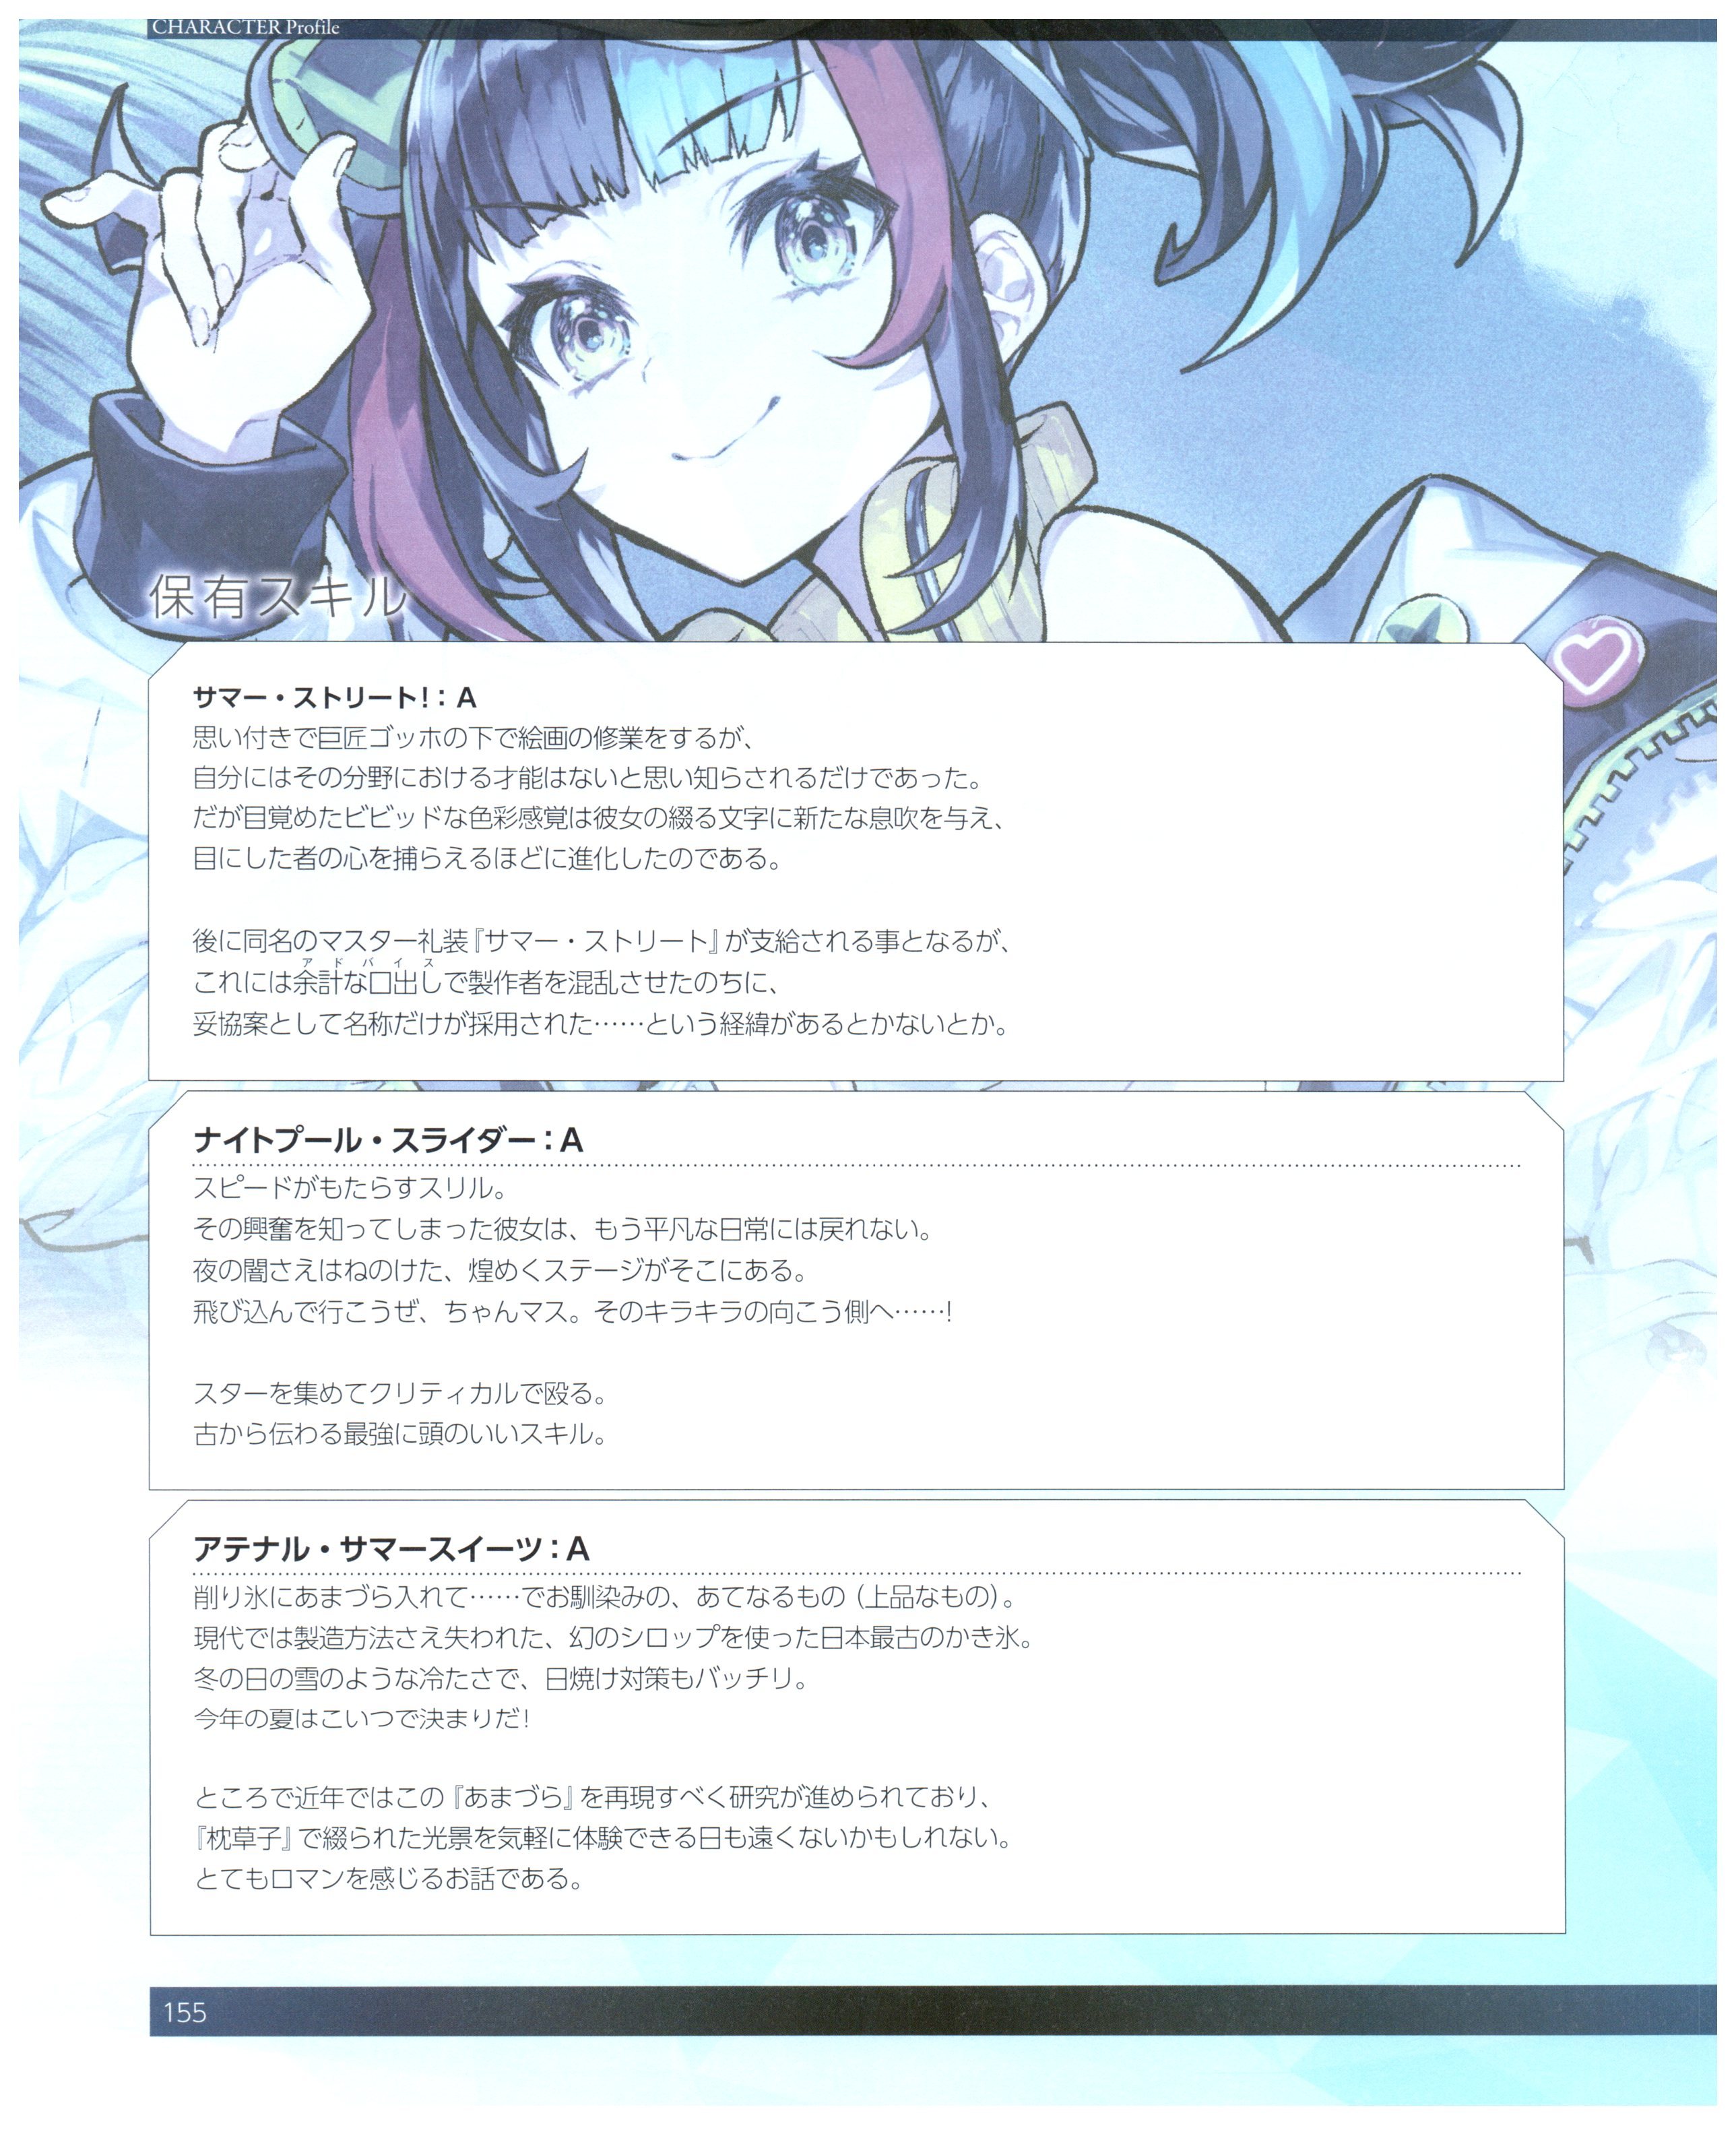 CHARACTER Profile
保有スキル
サマー・ストリート!：A
思い付きで巨匠ゴッホの下で絵画の修業をするが、
自分にはその分野における才能はないと思い知らされるだけであった。
だが目覚めたビビッドな色彩感覚は彼女の綴る文字に新たな息吹を与え、
目にした者の心を捕らえるほどに進化したのである。
後に同名のマスター礼装『サマー・ストリート』が支給される事となるが、
アドバイス
これには余計な口出しで製作者を混乱させたのちに、
妥協案として名称だけが採用された……という経緯があるとかないとか。
ナイトプール・スライダー：A
スピードがもたらすスリル。
その興奮を知ってしまった彼女は、もう平凡な日常には戻れない。
夜の闇さえはねのけた、煌めくステージがそこにある。
飛び込んで行こうぜ、ちゃんマス。そのキラキラの向こう側へ……!
スターを集めてクリティカルで殴る。
古から伝わる最強に頭のいいスキル。
アテナル・サマースイーツ：A
削り氷にあまづら入れて……でお馴染みの、あてなるもの（上品なもの）。
現代では製造方法さえ失われた、幻のシロップを使った日本最古のかき氷。
冬の日の雪のような冷たさで、日焼け対策もバッチリ。
今年の夏はこいつで決まりだ!
ところで近年ではこの『あまづら』を再現すべく研究が進められており、
『枕草子』で綴られた光景を気軽に体験できる日も遠くないかもしれない。
とてもロマンを感じるお話である。
155